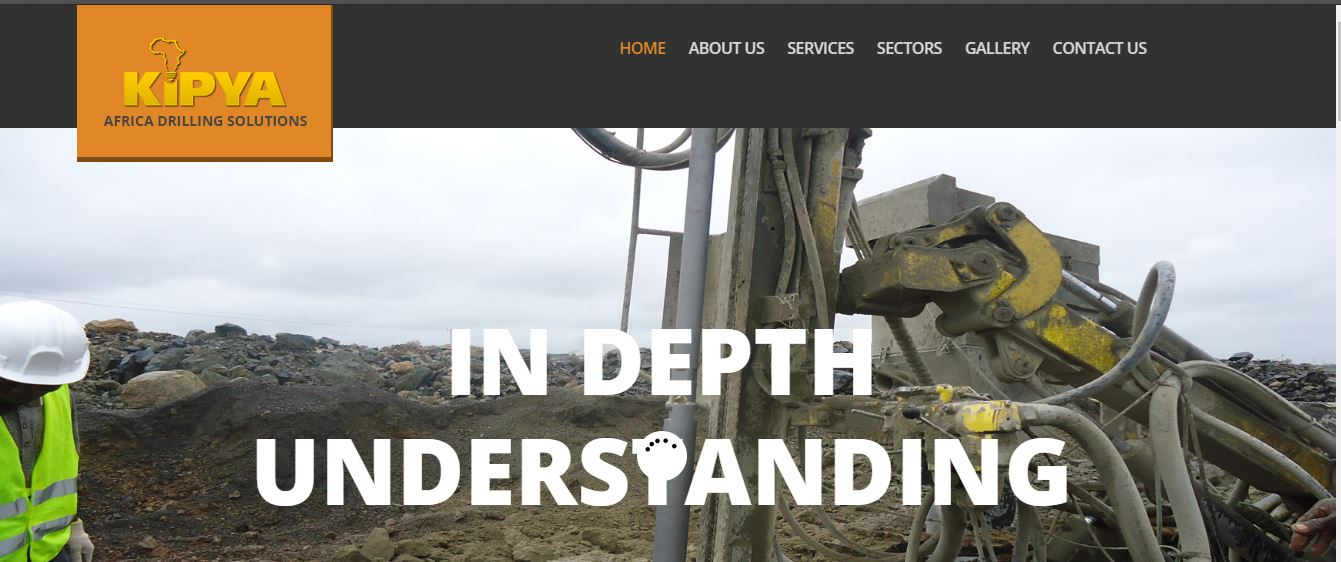 KIPYA
AFRICA DRILLING SOLUTIONS
HOME ABOUT US SERVICES SECTORS GALLERY CONTACT US
IN DEPTH
UNDERSTANDING